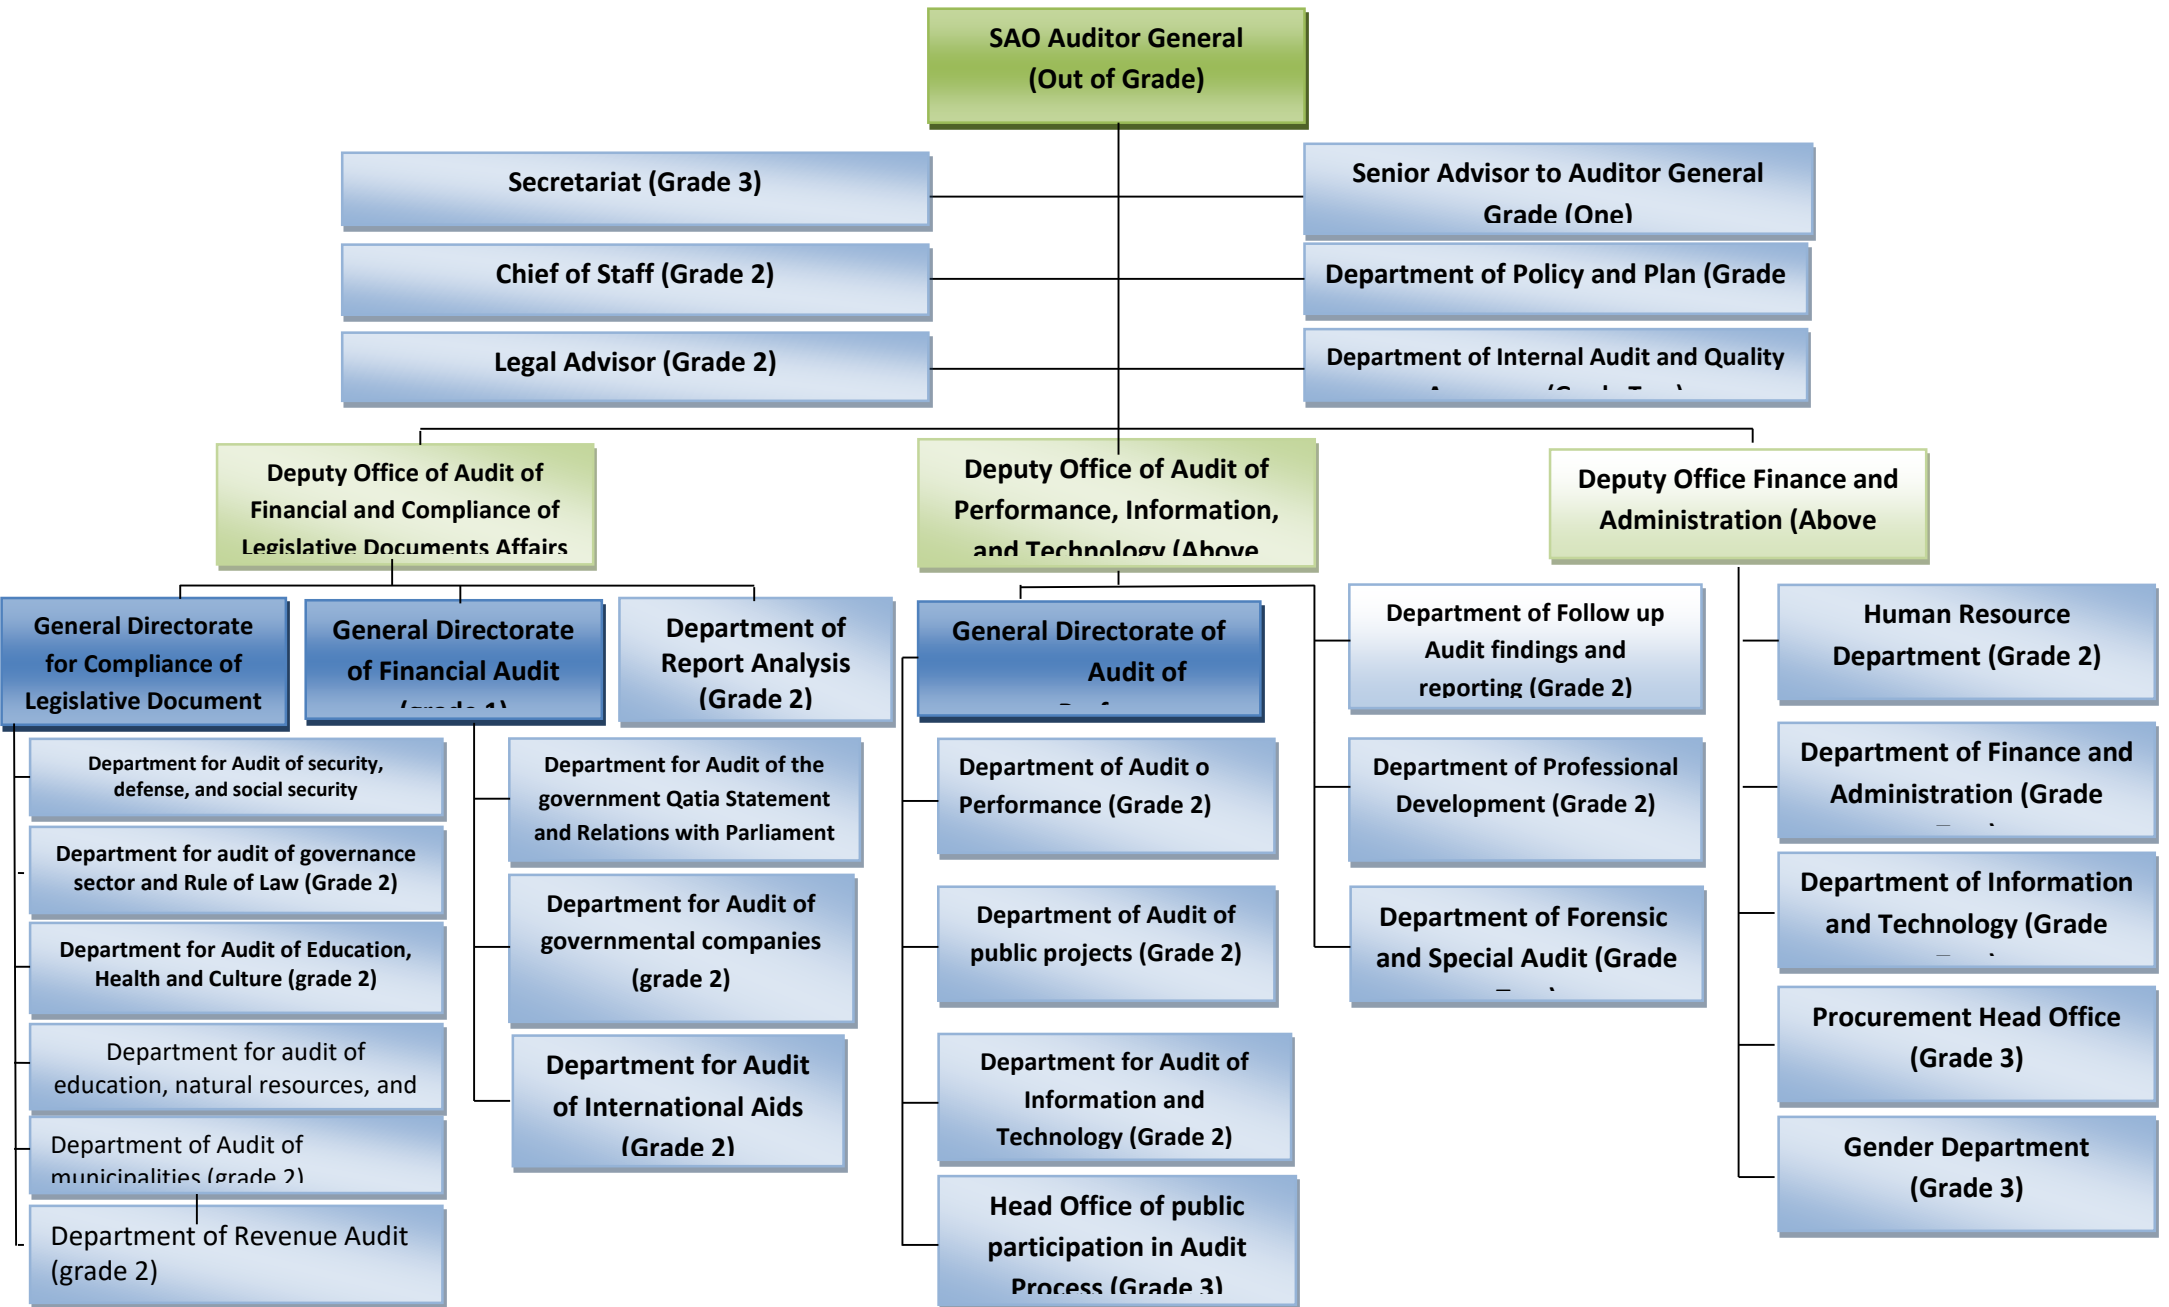 SAO Auditor General
(Out of Grade)
Secretariat (Grade 3)
Senior Advisor to Auditor General
Grade (One)
Chief of Staff (Grade 2)
Department of Policy and Plan (Grade
Legal Advisor (Grade 2)
Department of Internal Audit and Quality
Deputy Office of Audit of
Financial and Compliance of
Legislative Documents Affairs
Deputy Office of Audit of
Performance, Information,
and Technology (Above
Deputy Office Finance and
Administration (Above
General Directorate
for Compliance of
Legislative Document
General Directorate
of Financial Audit
(grade 1)
Department of
Report Analysis
(Grade 2)
General Directorate of
Audit of
Department of Follow up
Audit findings and
reporting (Grade 2)
Human Resource
Department (Grade 2)
Department for Audit of security,
defense, and social security
Department for audit of governance
sector and Rule of Law (Grade 2)
Department for Audit of Education,
Health and Culture (grade 2)
Department for audit of
education, natural resources, and
Department of Audit of
municipalities (grade 2)
Department of Revenue Audit
(grade 2)
Department for Audit of the
government Qatia Statement
and Relations with Parliament
Department for Audit of
governmental companies
(grade 2)
Department for Audit
of International Aids
(Grade 2)
Department of Audit o
Performance (Grade 2)
Department of Audit of
public projects (Grade 2)
Department for Audit of
Information and
Technology (Grade 2)
Head Office of public
participation in Audit
Process (Grade 3)
Department of Professional
Development (Grade 2)
Department of Forensic
and Special Audit (Grade
Department of Finance and
Administration (Grade
Department of Information
and Technology (Grade
Procurement Head Office
(Grade 3)
Gender Department
(Grade 3)